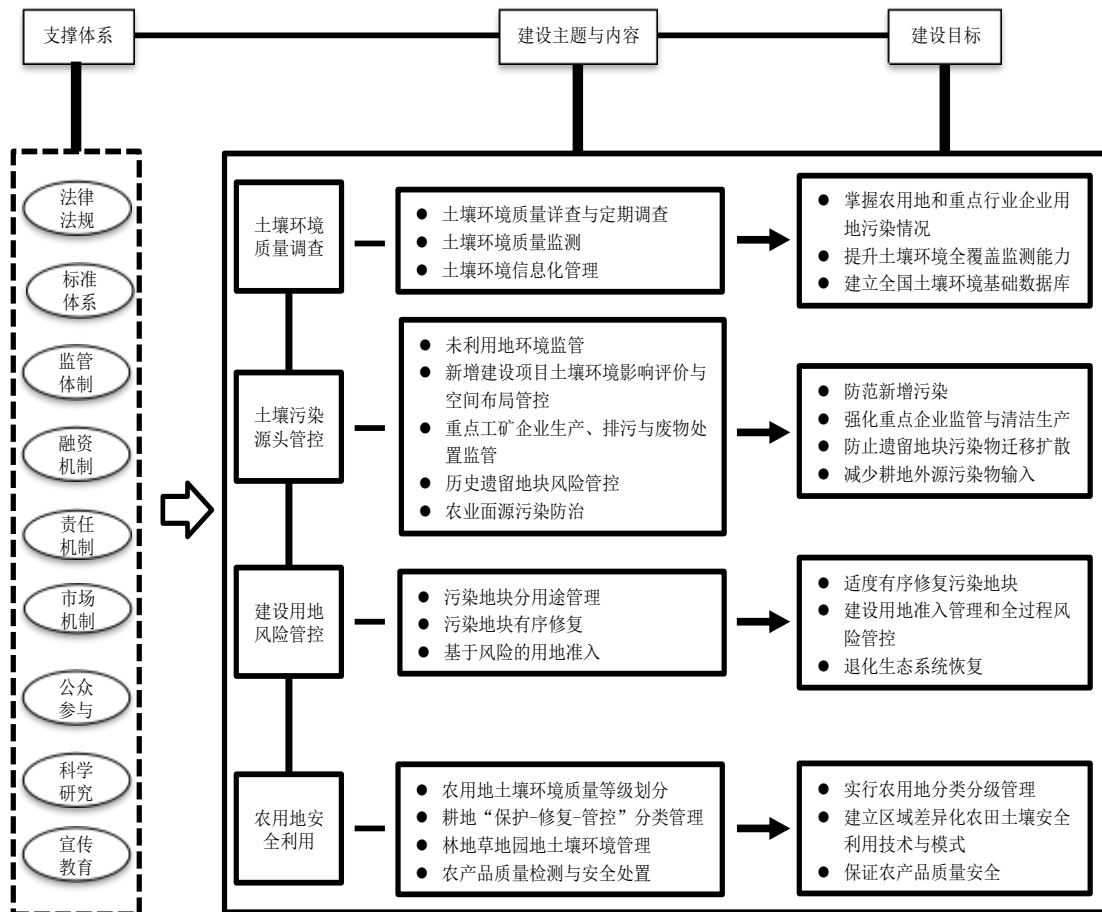 支撑体系
建设主题与内容
建设目标
法律
法规
标准
体系
监管
体制
融资
机制
责任
机制
市场
机制
公众
参与
科学
研究
宣传
教育
土壤环境
质量调查
● 土壤环境质量详查与定期调查
● 土壤环境质量监测
● 土壤环境信息化管理
● 掌握农用地和重点行业企业用
地污染情况
● 提升土壤环境全覆盖监测能力
● 建立全国土壤环境基础数据库
土壤污染
源头管控
● 未利用地环境监管
● 新增建设项目土壤环境影响评价与
空间布局管控
● 重点工矿企业生产、排污与废物处
置监管
● 历史遗留地块风险管控
● 农业面源污染防治
● 防范新增污染
● 强化重点企业监管与清洁生产
● 防止遗留地块污染物迁移扩散
● 减少耕地外源污染物输入
建设用地
风险管控
● 污染地块分用途管理
● 污染地块有序修复
● 基于风险的用地准入
● 适度有序修复污染地块
● 建设用地准入管理和全过程风
险管控
● 退化生态系统恢复
农用地安
全利用
● 农用地土壤环境质量等级划分
● 耕地“保护-修复-管控”分类管理
● 林地草地园地土壤环境管理
● 农产品质量检测与安全处置
● 实行农用地分类分级管理
● 建立区域差异化农田土壤安全
利用技术与模式
● 保证农产品质量安全